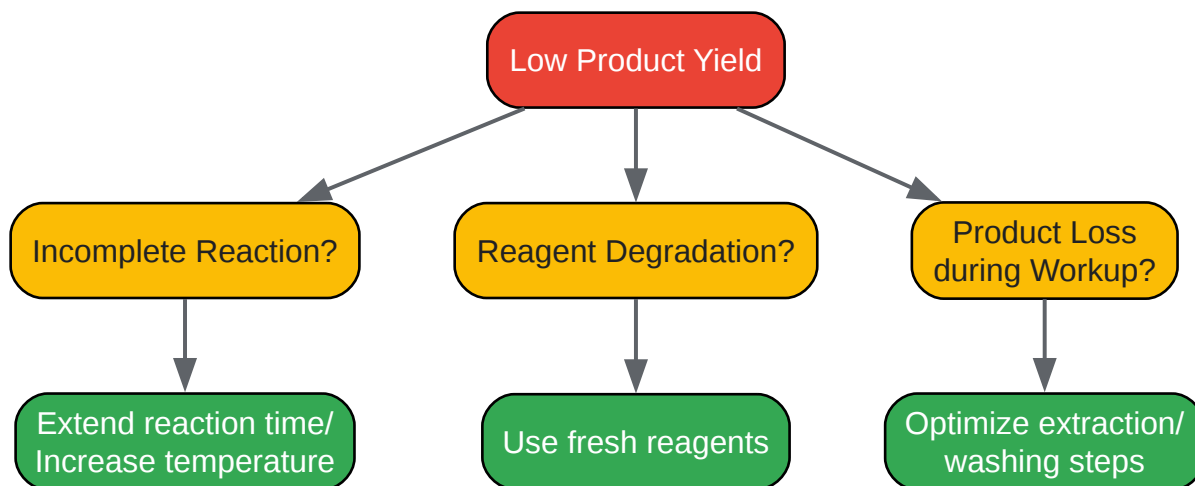 Low Product Yield
Incomplete Reaction?
Reagent Degradation?
Product Loss
during Workup?
Extend reaction time/
Increase temperature
Use fresh reagents
Optimize extraction/
washing steps